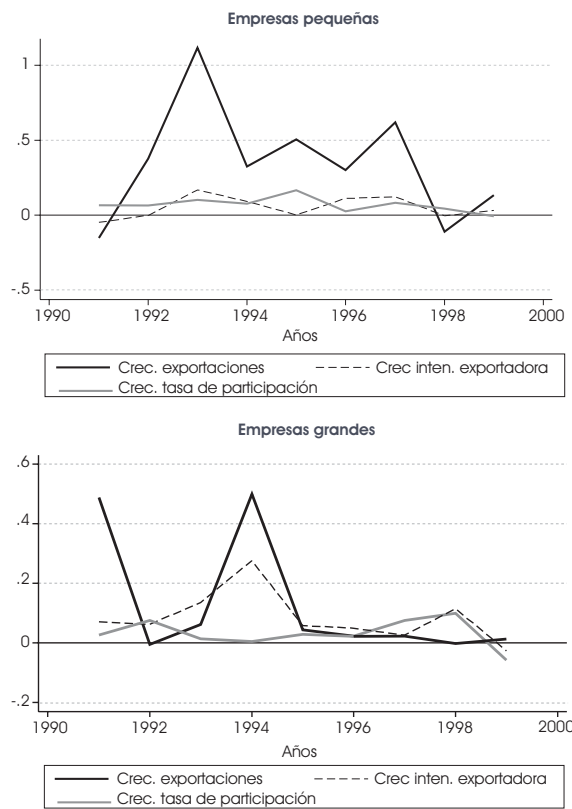 Empresas pequeñas
1
.5
0
-.5
1990 1992 1994 1996 1998 2000
Años
Crec. exportaciones Crec inten. exportadora
Crec. tasa de participación
Empresas grandes
.6
.4
.2
0
-.2
1990 1992 1994 1996 1998 2000
Años
Crec. exportaciones Crec inten. exportadora
Crec. tasa de participación